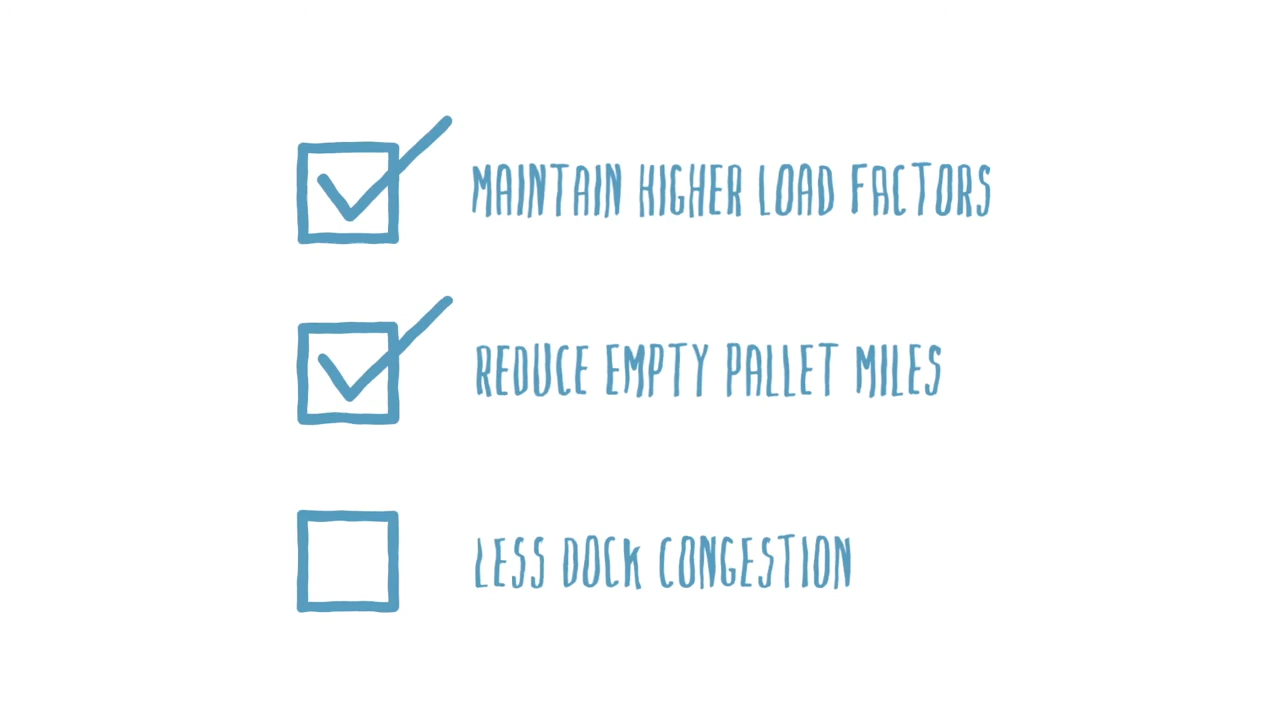 MAINTAIN HIGHER LOAD FACTORS
REDUCE EMPTY PALLET MILES
LESS DOCK CONGESTION